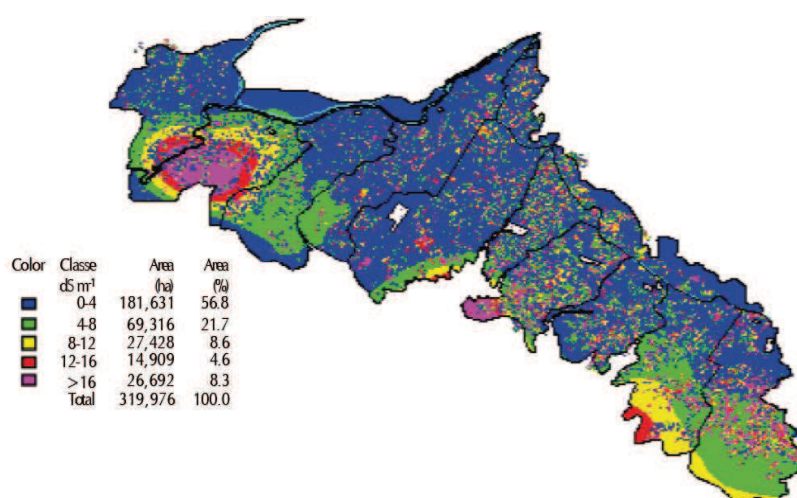 Color Classe Area Area
dS m-1 (ha) (%)
0-4 181,631 56.8
4-8 69,316 21.7
8-12 27,428 8.6
12-16 14,909 4.6
>16 26,692 8.3
Total 319,976 100.0